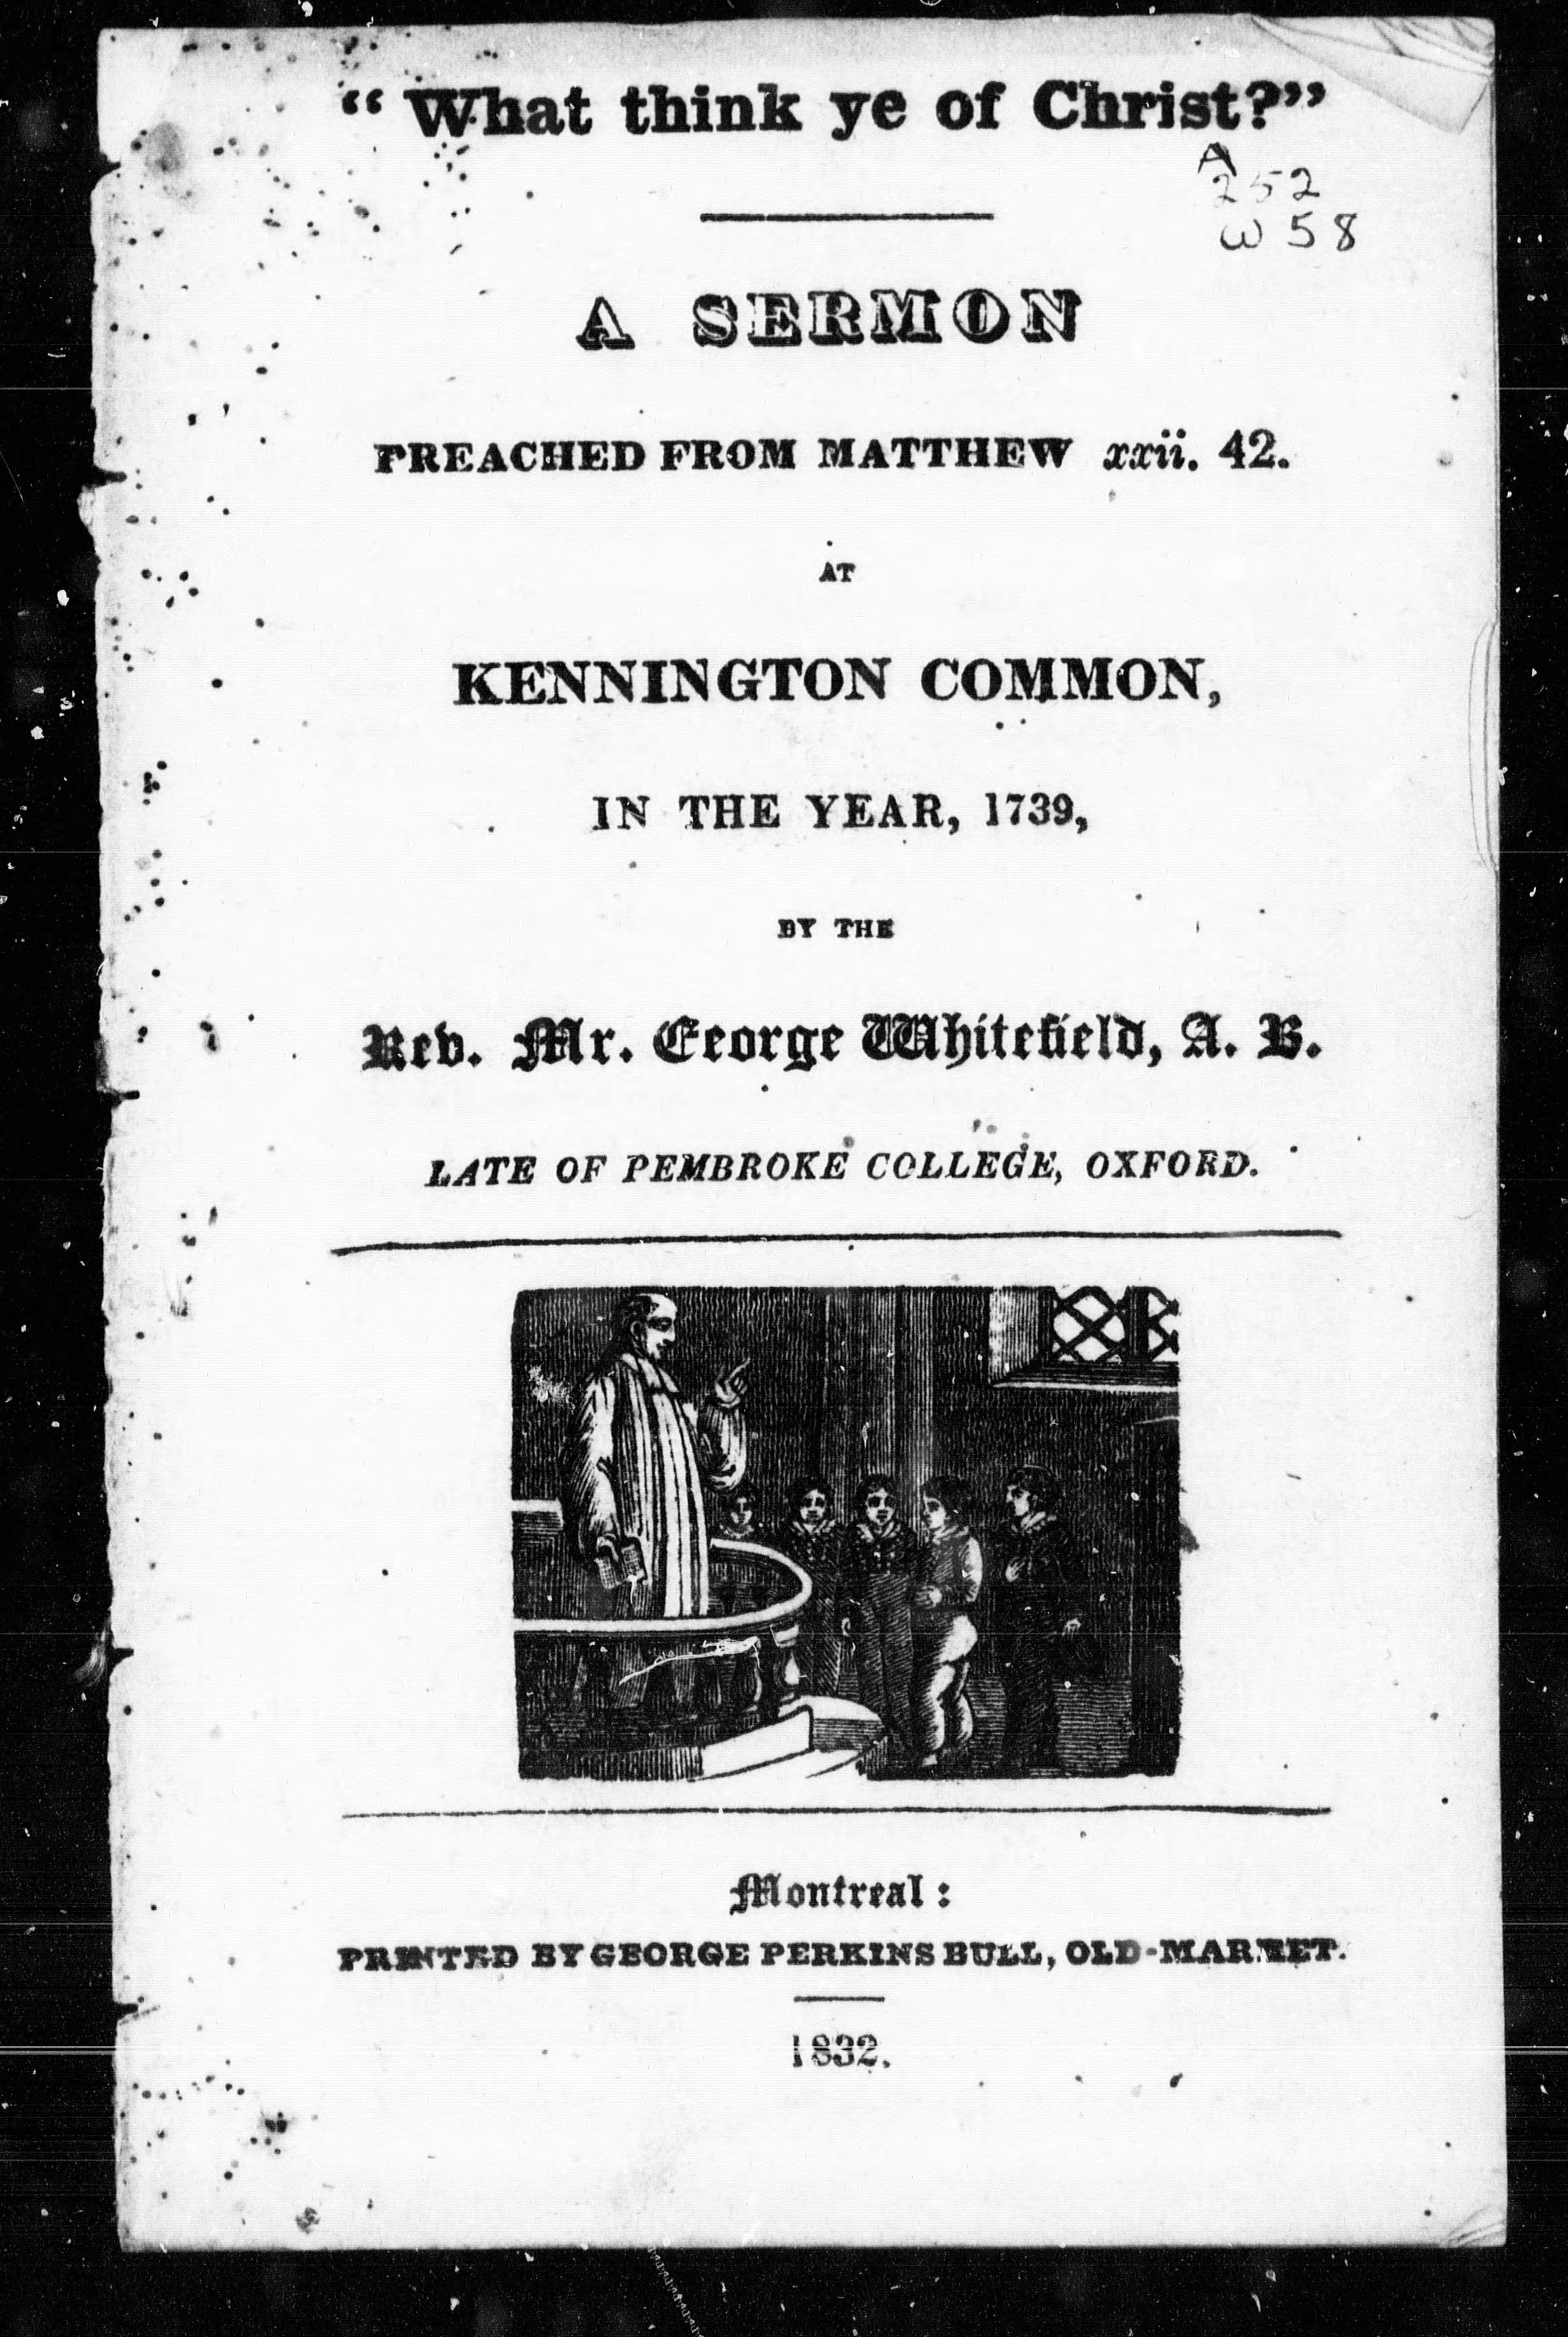 “ What think ye of Christ?”
A
252
W 58
A SERMON
PREACHED FROM MATTHEW xxii. 42.
AT
KENNINGTON COMMON,
IN THE YEAR, 1739,
BY THE
Rev. Mr. George Whitefield, A. B.
LATE OF PEMBROKE COLLEGE, OXFORD.
Montreal :
PRINTED BY GEORGE PERKINS BULL, OLD-MARKET.
1832.